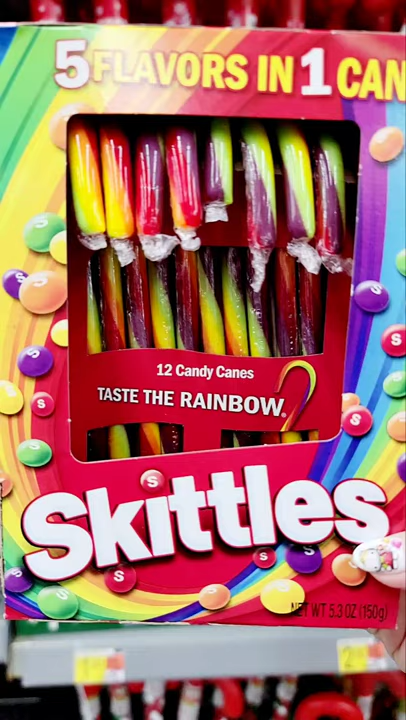 5 FLAVORS IN 1 CAN
12 Candy Canes
TASTE THE RAINBOW®
Skittles
NET WT 5.3 OZ (150g)